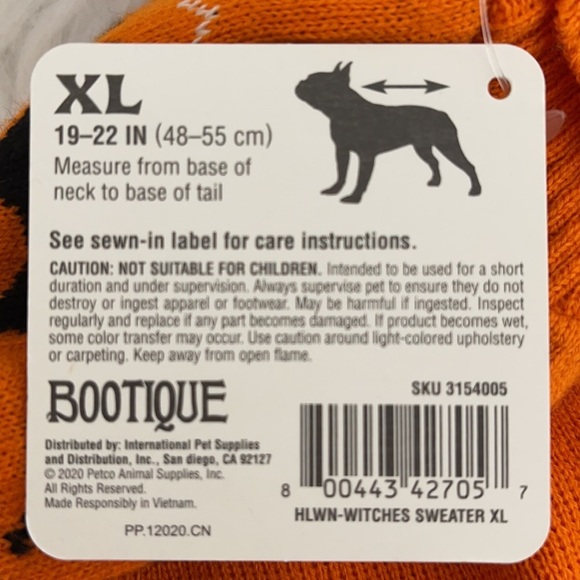 XL
19–22 IN (48–55 cm)
Measure from base of
neck to base of tail
See sewn-in label for care instructions.
CAUTION: NOT SUITABLE FOR CHILDREN. Intended to be used for a short
duration and under supervision. Always supervise pet to ensure they do not
destroy or ingest apparel or footwear. May be harmful if ingested. Inspect
regularly and replace if any part becomes damaged. If product becomes wet,
some color transfer may occur. Use caution around light-colored upholstery
or carpeting. Keep away from open flame.
BOOTIQUE
Distributed by: International Pet Supplies
and Distribution, Inc., San diego, CA 92127
© 2020 Petco Animal Supplies, Inc.
All Rights Reserved.
Made Responsibly in Vietnam.
PP.12020.CN
SKU 3154005
8 00443 42705 7
HLWN-WITCHES SWEATER XL